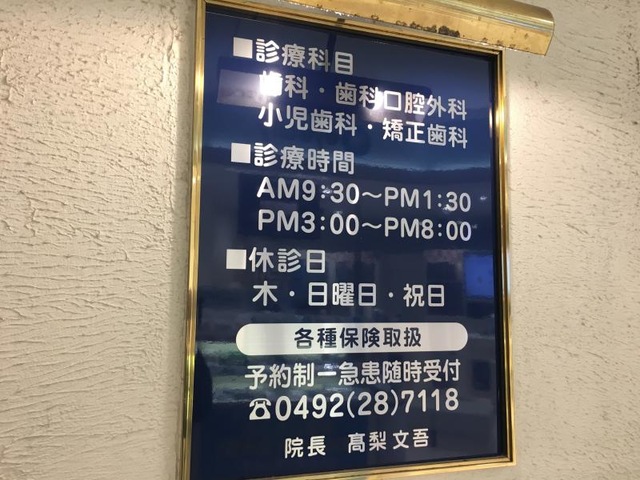 ■診療科目
歯科・歯科口腔外科
小児歯科・矯正歯科
■診療時間
AM9:30～PM1:30
PM3:00～PM8:00
■休診日
木・日曜日・祝日
各種保険取扱
予約制ー急患随時受付
☎0492(28)7118
院長 髙梨文吾